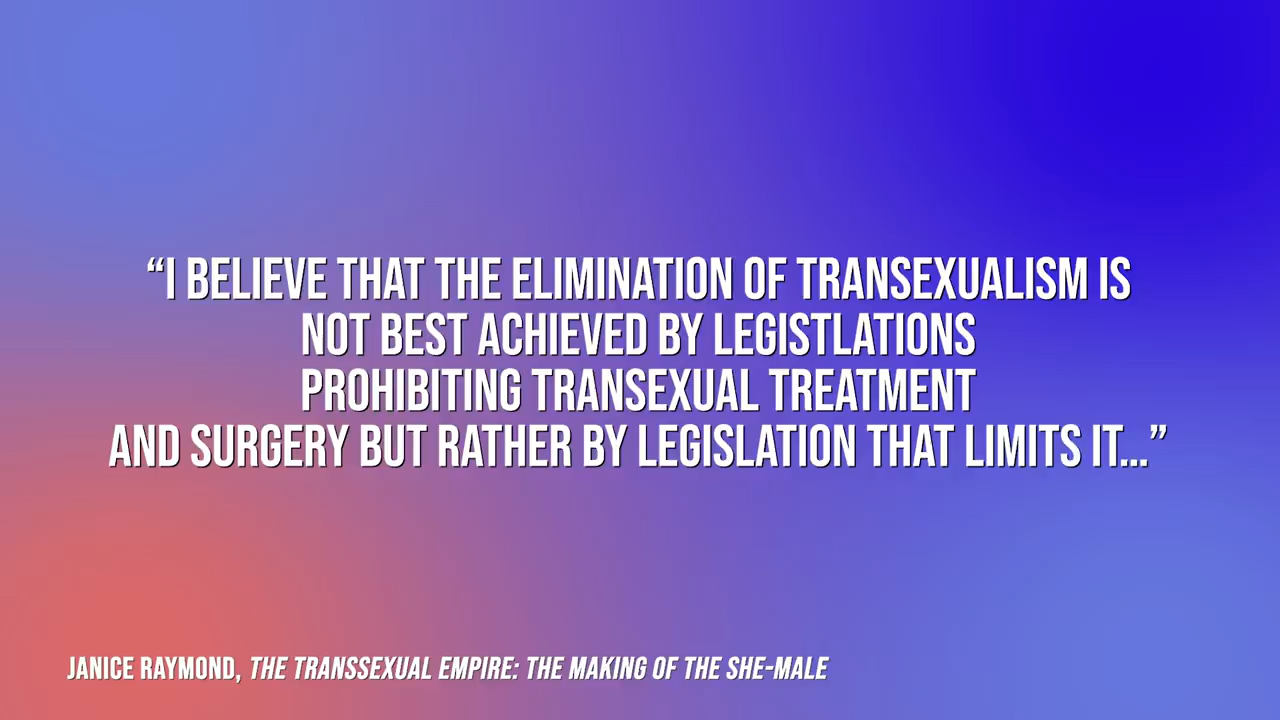 “I BELIEVE THAT THE ELIMINATION OF TRANSEXUALISM IS
NOT BEST ACHIEVED BY LEGISTLATIONS
PROHIBITING TRANSEXUAL TREATMENT
AND SURGERY BUT RATHER BY LEGISLATION THAT LIMITS IT...”
JANICE RAYMOND, THE TRANSSEXUAL EMPIRE: THE MAKING OF THE SHE-MALE